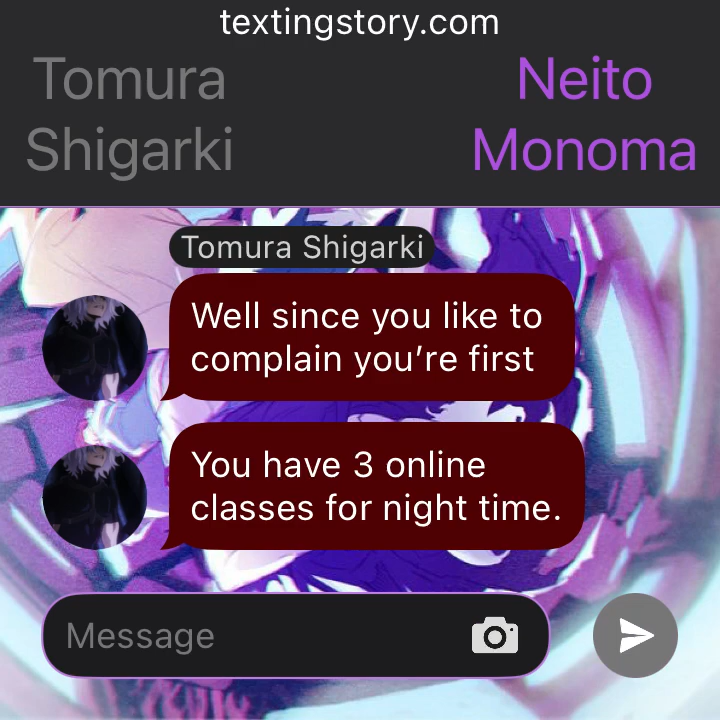 textingstory.com
Tomura
Shigarki
Neito
Monoma
Tomura Shigarki
Well since you like to
complain you’re first
You have 3 online
classes for night time.
Message